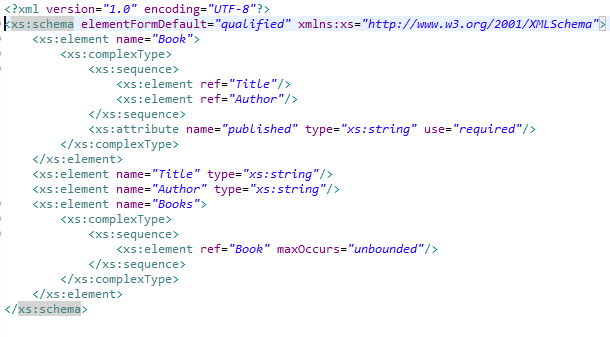 <?xml version="1.0" encoding="UTF-8"?>
<xs:schema elementFormDefault="qualified" xmlns:xs="http://www.w3.org/2001/XMLSchema">
    <xs:element name="Book">
        <xs:complexType>
            <xs:sequence>
                <xs:element ref="Title"/>
                <xs:element ref="Author"/>
            </xs:sequence>
            <xs:attribute name="published" type="xs:string" use="required"/>
        </xs:complexType>
    </xs:element>
    <xs:element name="Title" type="xs:string"/>
    <xs:element name="Author" type="xs:string"/>
    <xs:element name="Books">
        <xs:complexType>
            <xs:sequence>
                <xs:element ref="Book" maxOccurs="unbounded"/>
            </xs:sequence>
        </xs:complexType>
    </xs:element>
</xs:schema>